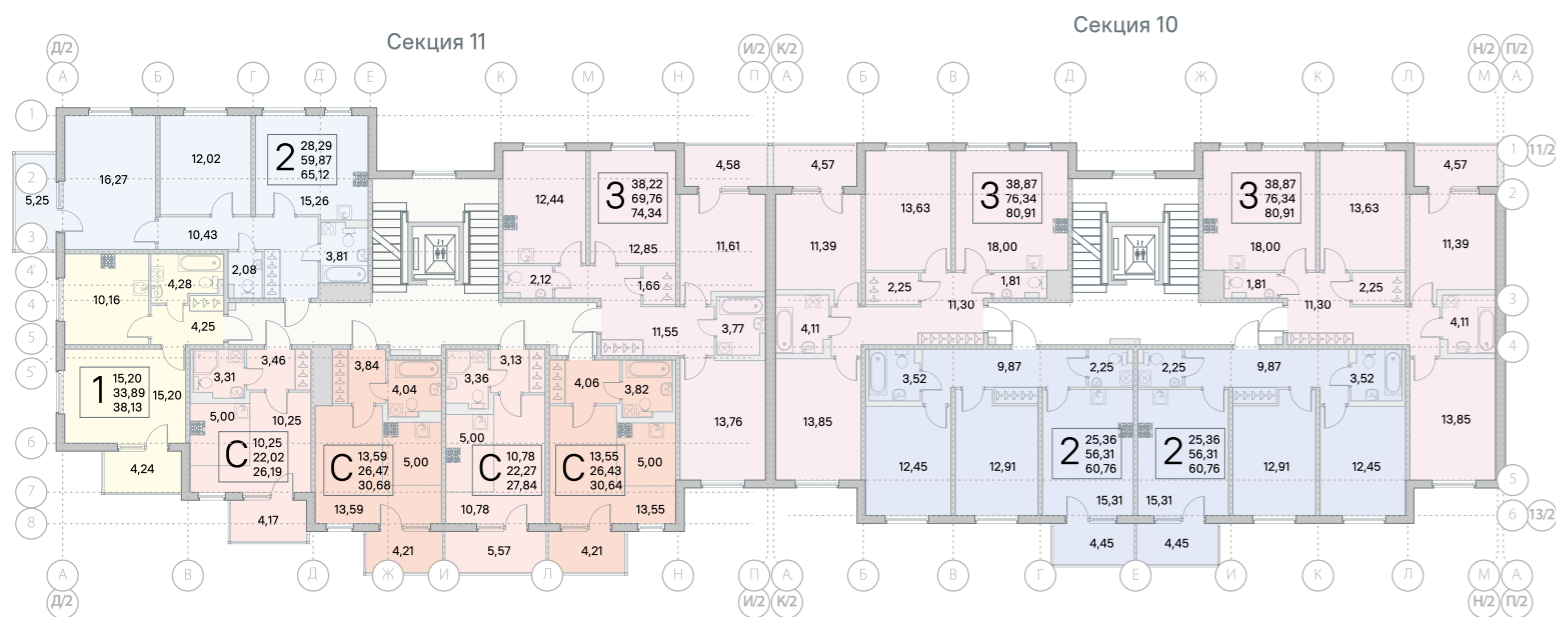 Секция 11
Секция 10
Д/2
И/2
К/2
Н/2
П/2
А
Б
Г
Д'
Е
К
М
Н
П
А.
Б
В
Д
Ж
К
Л
М
А.
1
2
3
4'
4
5
5'
6
7
8
1
11/2
2
3
4
5
6
13/2
16,27
12,02
2
28,29
59,87
65,12
15,26
5,25
10,43
3,81
2,08
12,44
3
38,22
69,76
74,34
12,85
4,58
11,61
2,12
1,66
11,55
3,77
13,76
10,16
4,28
4,25
1
15,20
33,89
38,13
15,20
4,24
3,46
3,31
5,00
10,25
С
10,25
22,02
26,19
4,17
3,84
4,04
С
13,59
26,47
30,68
5,00
13,59
4,21
3,13
3,36
5,00
С
10,78
22,27
27,84
10,78
5,57
4,06
3,82
С
13,55
26,43
30,64
5,00
13,55
4,21
4,57
11,39
13,63
3
38,87
76,34
80,91
18,00
2,25
1,81
11,30
4,11
13,85
3
38,87
76,34
80,91
18,00
13,63
4,57
11,39
1,81
2,25
11,30
4,11
13,85
3,52
9,87
2,25
12,45
12,91
2
25,36
56,31
60,76
15,31
4,45
2,25
9,87
3,52
2
25,36
56,31
60,76
15,31
12,91
12,45
4,45
А
В
Д
Ж
И
Л
Н
П
А.
Б
В
Г
Е
И
К
Л
М
А.
Д/2
И/2
К/2
Н/2
П/2